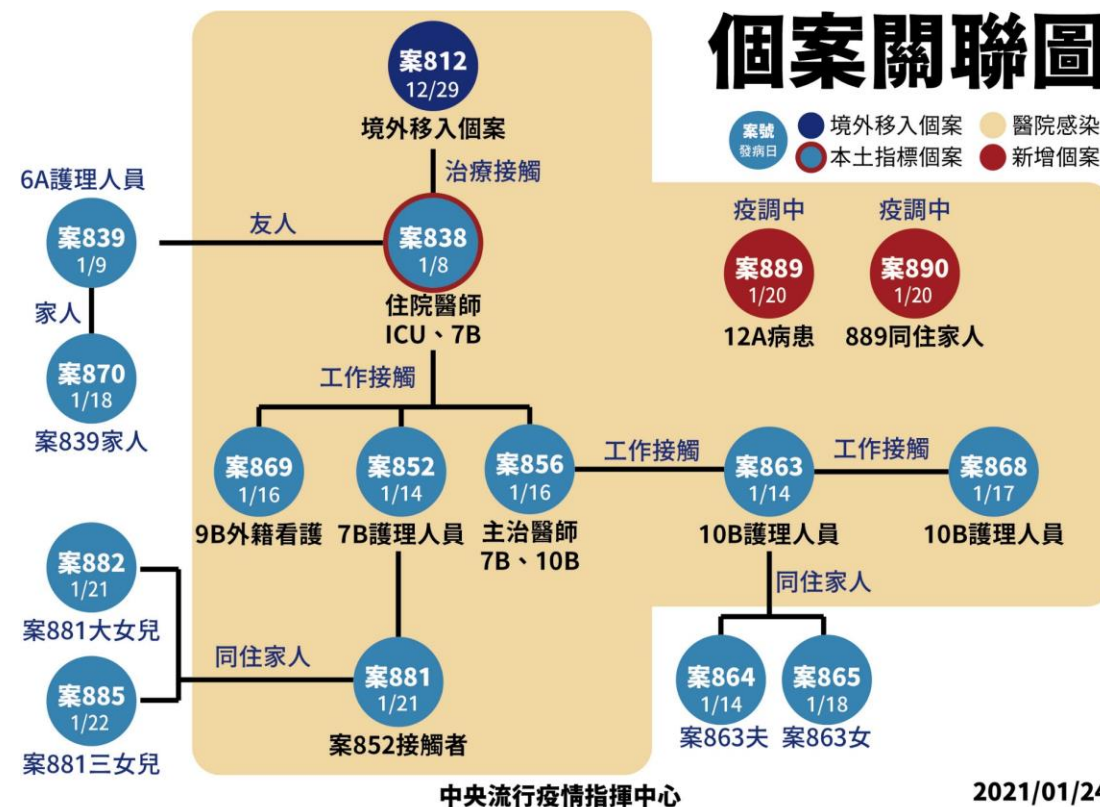 個案關聯圖
案號
發病日
境外移入個案
醫院感染
本土指標個案
新增個案
案812
12/29
境外移入個案
治療接觸
6A護理人員
案839
1/9
友人
案838
1/8
住院醫師
ICU、7B
家人
案870
1/18
案839家人
疫調中
案889
1/20
12A病患
疫調中
案890
1/20
889同住家人
工作接觸
案869
1/16
9B外籍看護
案852
1/14
7B護理人員
案856
1/16
主治醫師
7B、10B
工作接觸
案863
1/14
10B護理人員
工作接觸
案868
1/17
10B護理人員
案882
1/21
案881大女兒
案885
1/22
案881三女兒
同住家人
案881
1/21
案852接觸者
同住家人
案864
1/14
案863夫
案865
1/18
案863女
中央流行疫情指揮中心
2021/01/24